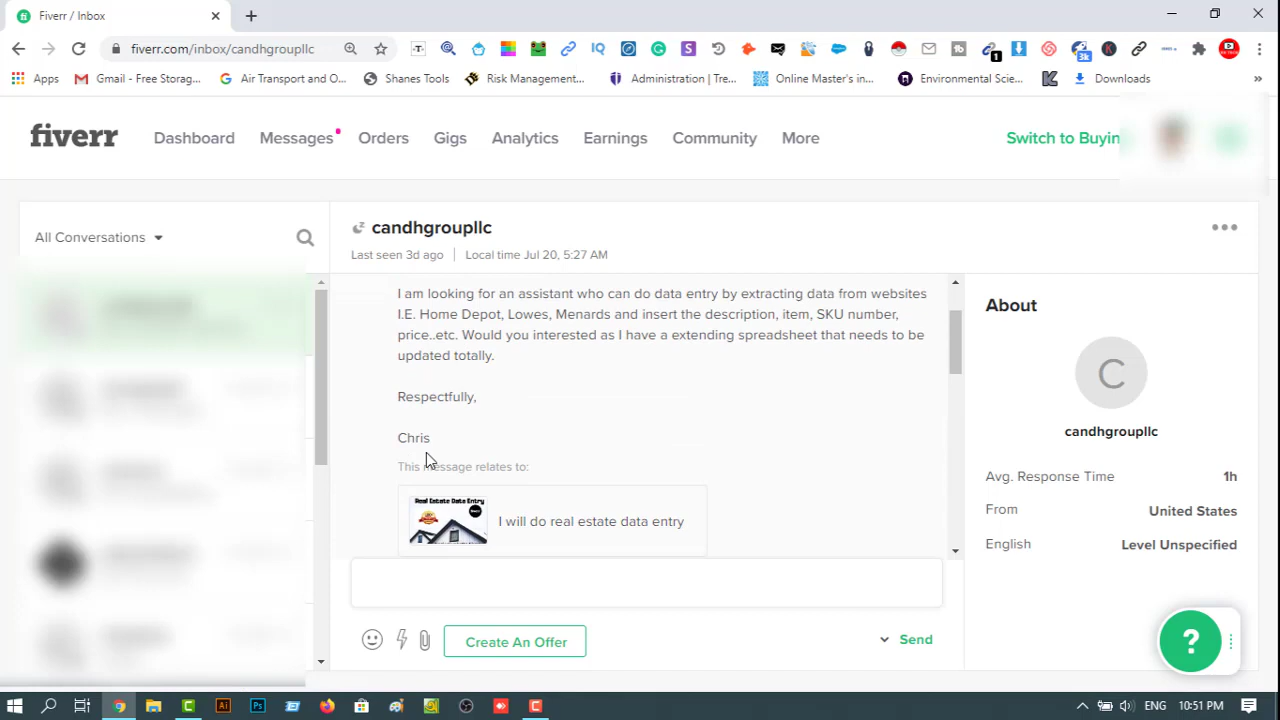 Fiverr / Inbox
fiverr.com/inbox/candhgroupllc
Apps
Gmail - Free Storag...
Air Transport and O...
Shanes Tools
Risk Management...
Administration | Tre...
Online Master's in...
Environmental Scie...
Downloads
fiverr
Dashboard
Messages
Orders
Gigs
Analytics
Earnings
Community
More
Switch to Buyin
All Conversations
candhgroupllc
Last seen 3d ago
Local time Jul 20, 5:27 AM
I am looking for an assistant who can do data entry by extracting data from websites
I.E. Home Depot, Lowes, Menards and insert the description, item, SKU number,
price..etc. Would you interested as I have a extending spreadsheet that needs to be
updated totally.
Respectfully,
Chris
This message relates to:
Real Estate Data Entry
I will do real estate data entry
Create An Offer
Send
About
C
candhgroupllc
Avg. Response Time 1h
From United States
English Level Unspecified
?
ENG 10:51 PM